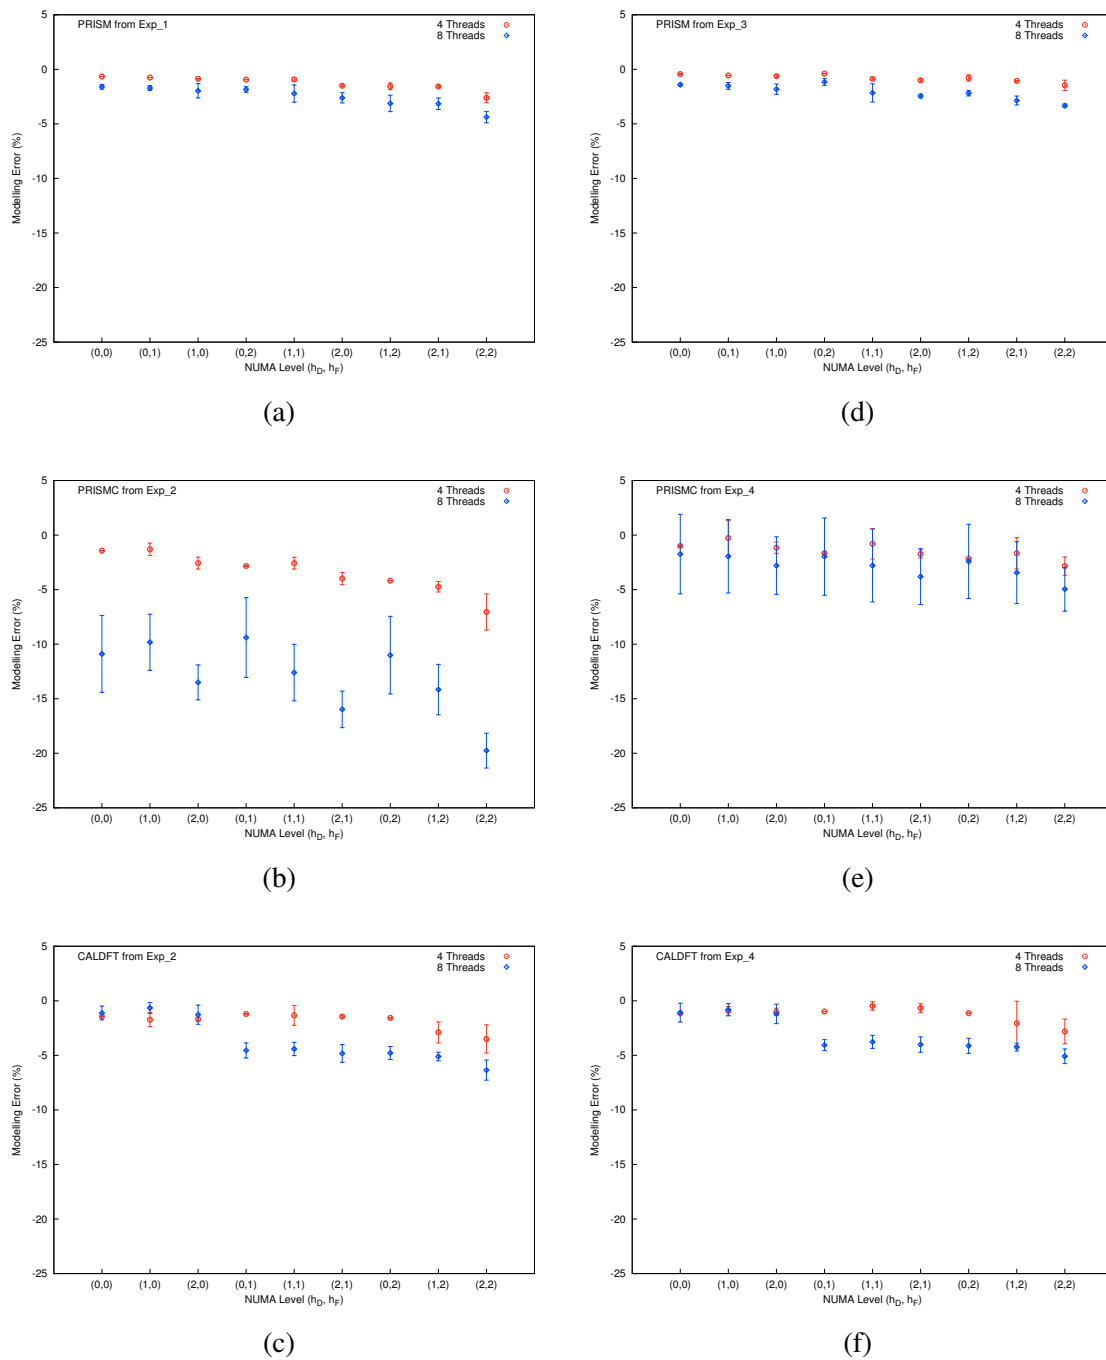 PRISM from Exp_1
4 Threads
8 Threads
5
0
-5
-10
-15
-20
-25
Modelling Error (%)
(0,0) (0,1) (1,0) (0,2) (1,1) (2,0) (1,2) (2,1) (2,2)
NUMA Level (hD, hF)
(a)
PRISM from Exp_3
4 Threads
8 Threads
5
0
-5
-10
-15
-20
-25
Modelling Error (%)
(0,0) (0,1) (1,0) (0,2) (1,1) (2,0) (1,2) (2,1) (2,2)
NUMA Level (hD, hF)
(d)
PRISMC from Exp_2
4 Threads
8 Threads
5
0
-5
-10
-15
-20
-25
Modelling Error (%)
(0,0) (1,0) (2,0) (0,1) (1,1) (2,1) (0,2) (1,2) (2,2)
NUMA Level (hD, hF)
(b)
PRISMC from Exp_4
4 Threads
8 Threads
5
0
-5
-10
-15
-20
-25
Modelling Error (%)
(0,0) (1,0) (2,0) (0,1) (1,1) (2,1) (0,2) (1,2) (2,2)
NUMA Level (hD, hF)
(e)
CALDFT from Exp_2
4 Threads
8 Threads
5
0
-5
-10
-15
-20
-25
Modelling Error (%)
(0,0) (1,0) (2,0) (0,1) (1,1) (2,1) (0,2) (1,2) (2,2)
NUMA Level (hD, hF)
(c)
CALDFT from Exp_4
4 Threads
8 Threads
5
0
-5
-10
-15
-20
-25
Modelling Error (%)
(0,0) (1,0) (2,0) (0,1) (1,1) (2,1) (0,2) (1,2) (2,2)
NUMA Level (hD, hF)
(f)